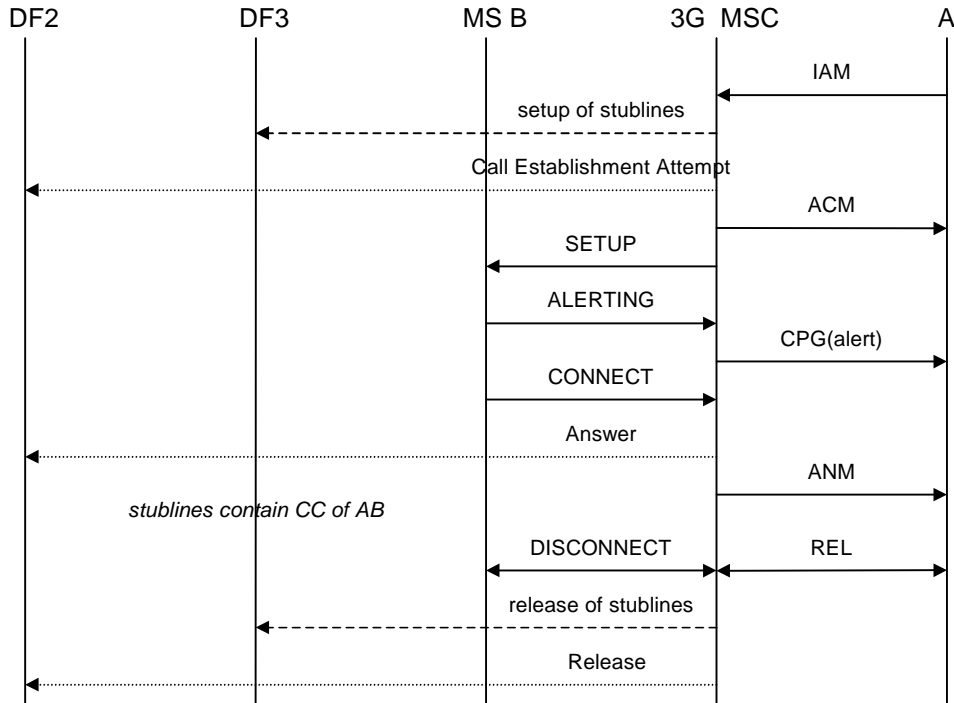 DF2 DF3 MS B 3G MSC A
IAM
setup of stublines
Call Establishment Attempt
ACM
SETUP
ALERTING
CPG(alert)
CONNECT
Answer
ANM
stublines contain CC of AB
DISCONNECT REL
release of stublines
Release